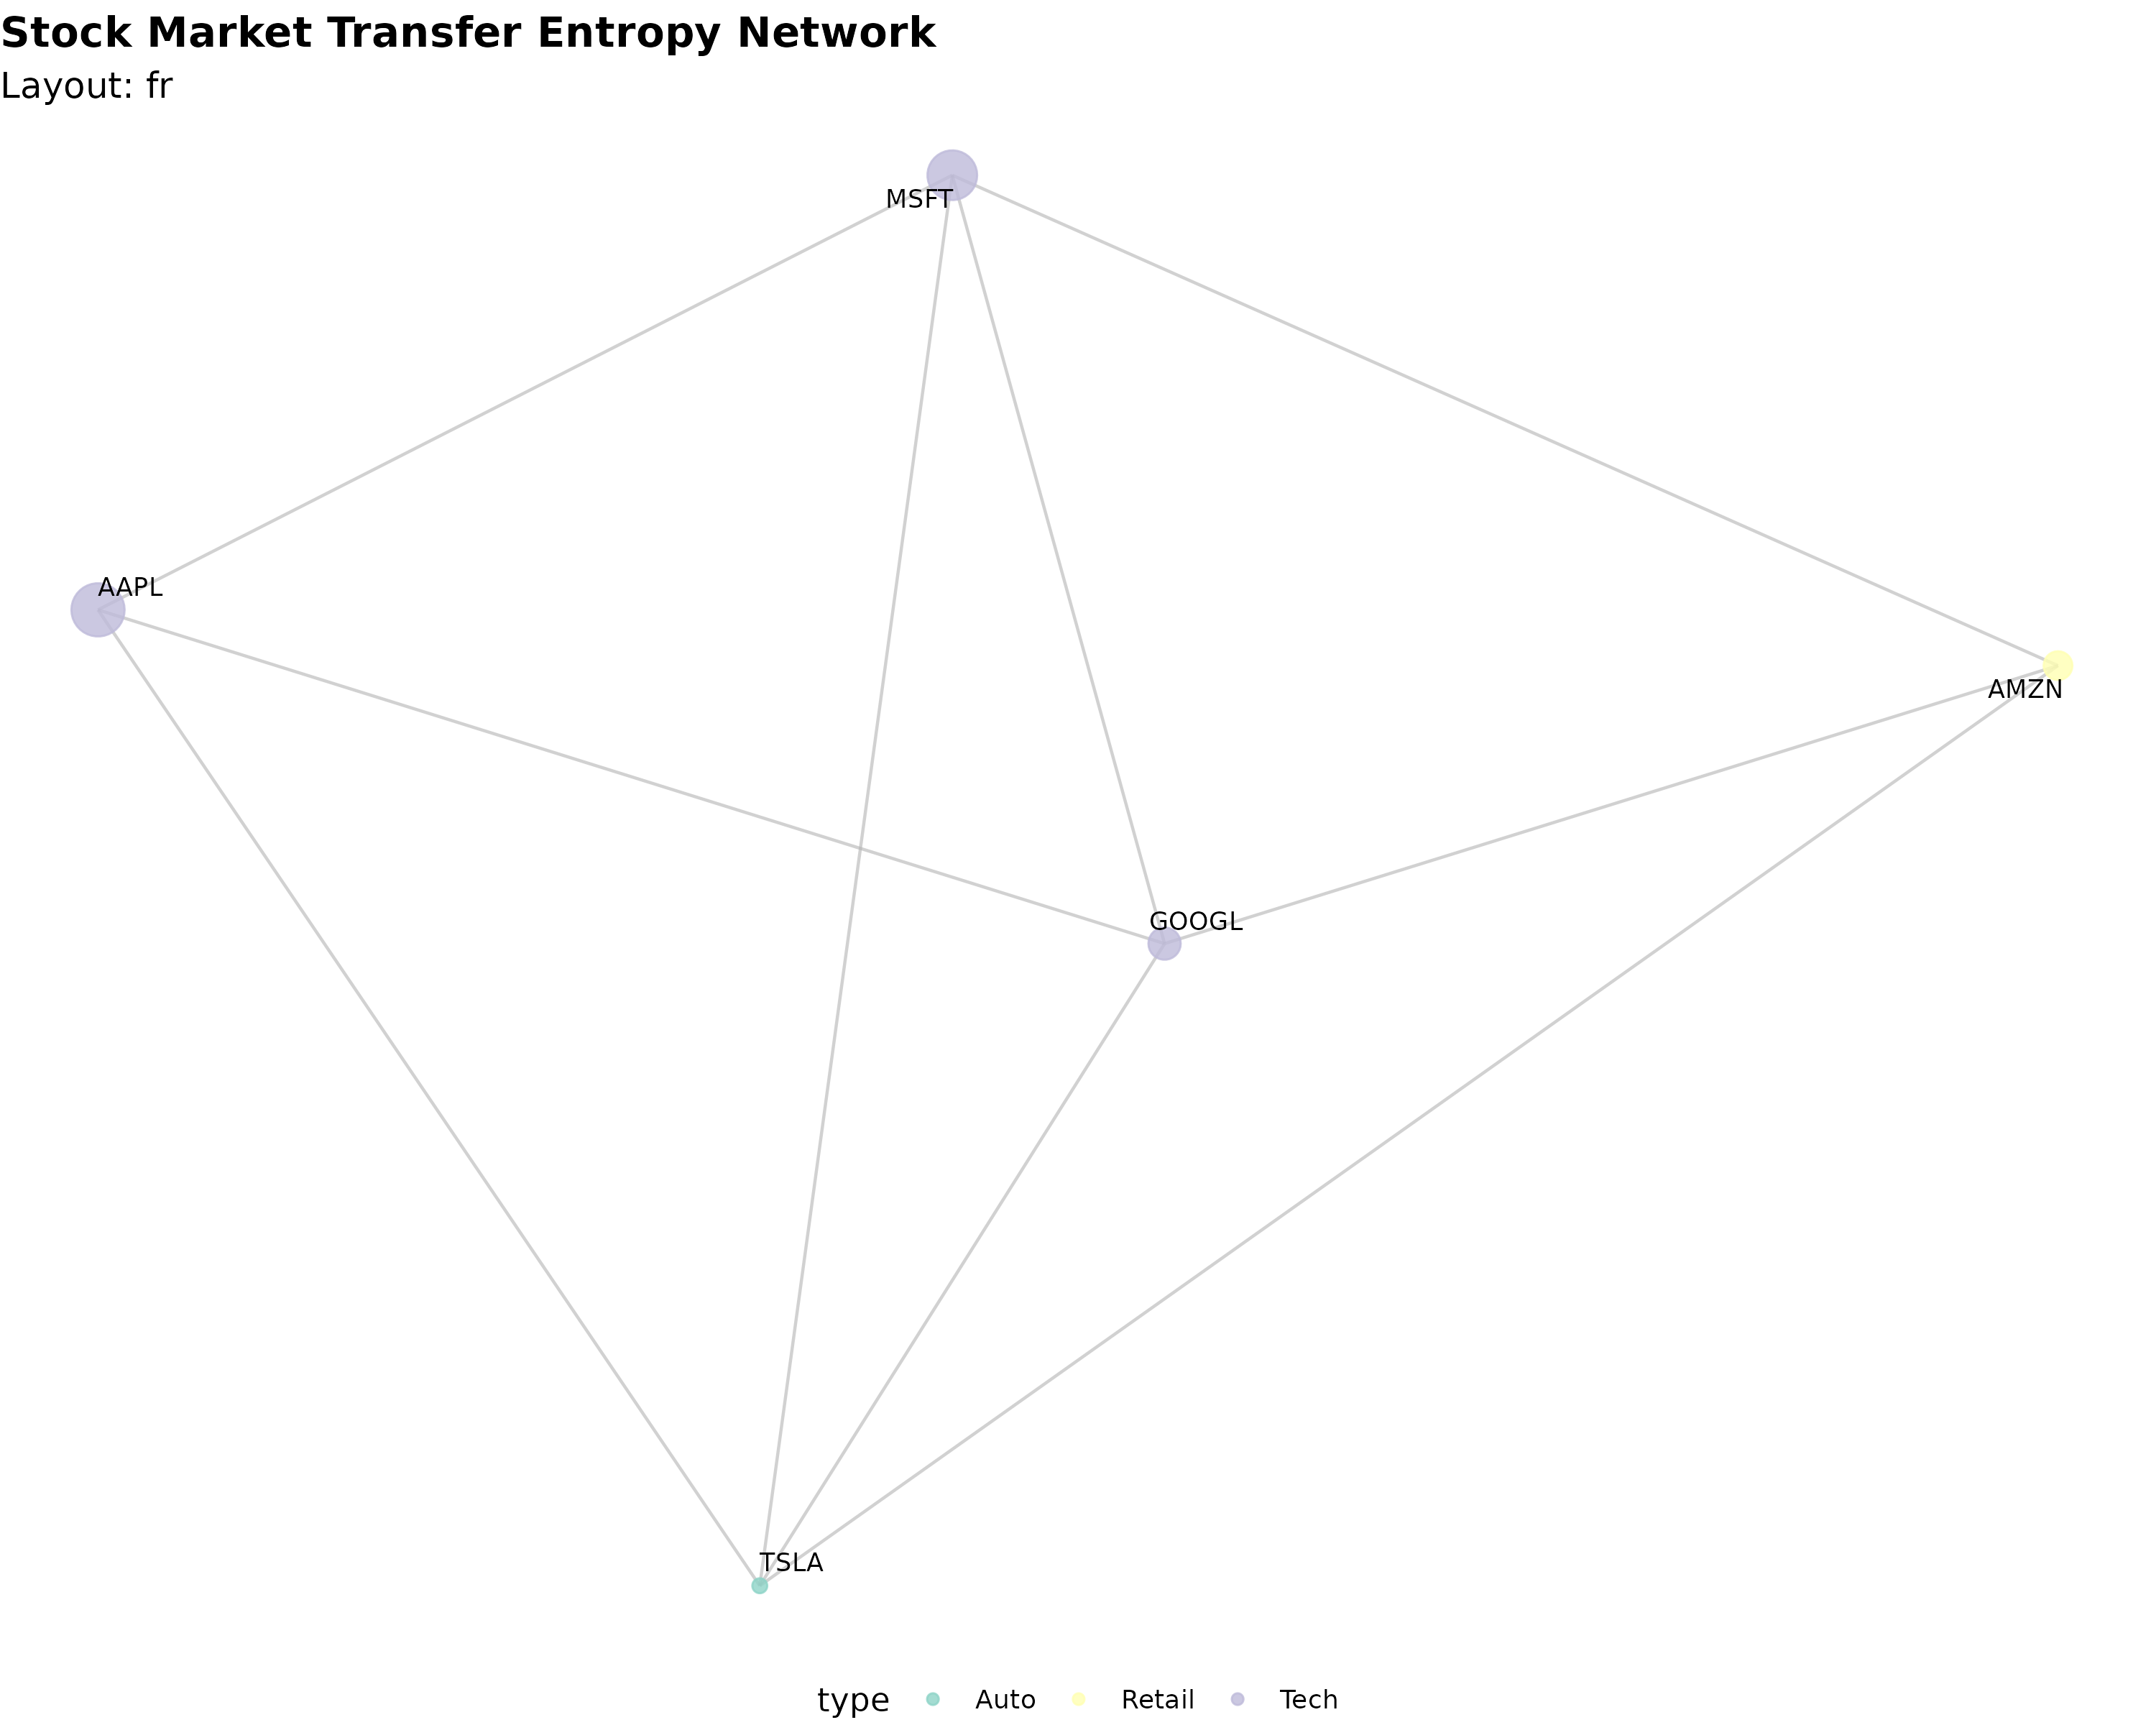 Stock Market Transfer Entropy Network
Layout: fr
MSFT
AAPL
AMZN
GOOGL
TSLA
type Auto Retail Tech